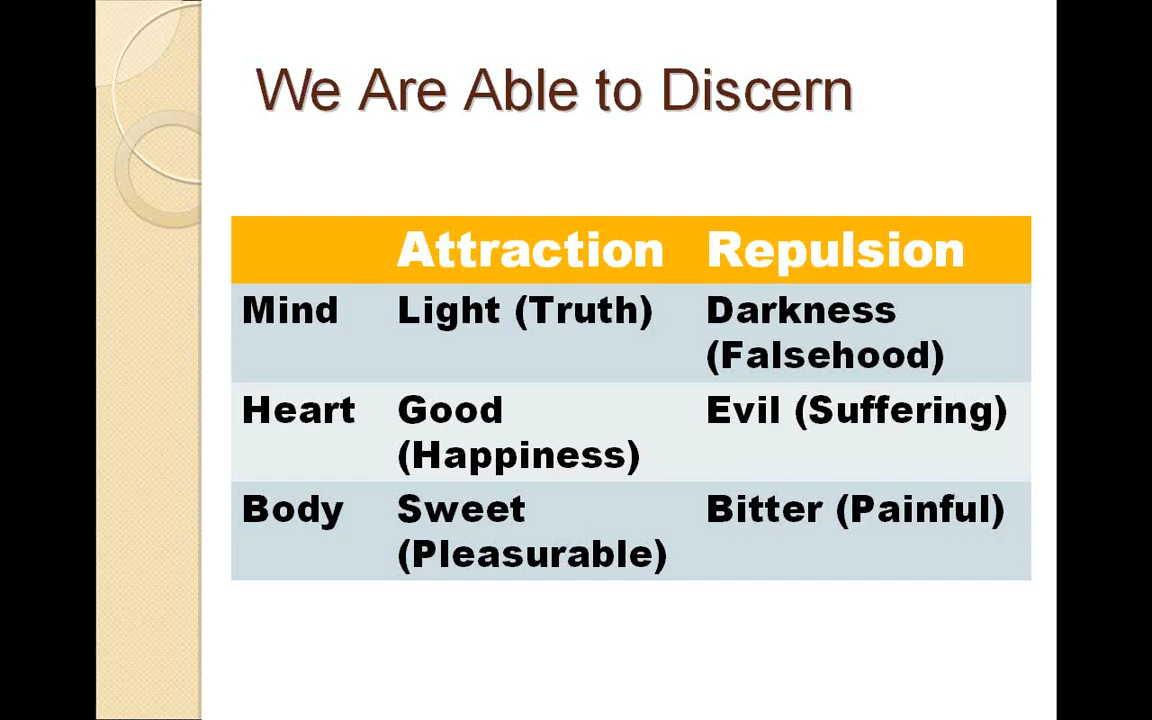 We Are Able to Discern
Attraction Repulsion
Mind Light (Truth) Darkness
(Falsehood)
Heart Good Evil (Suffering)
(Happiness)
Body Sweet Bitter (Painful)
(Pleasurable)